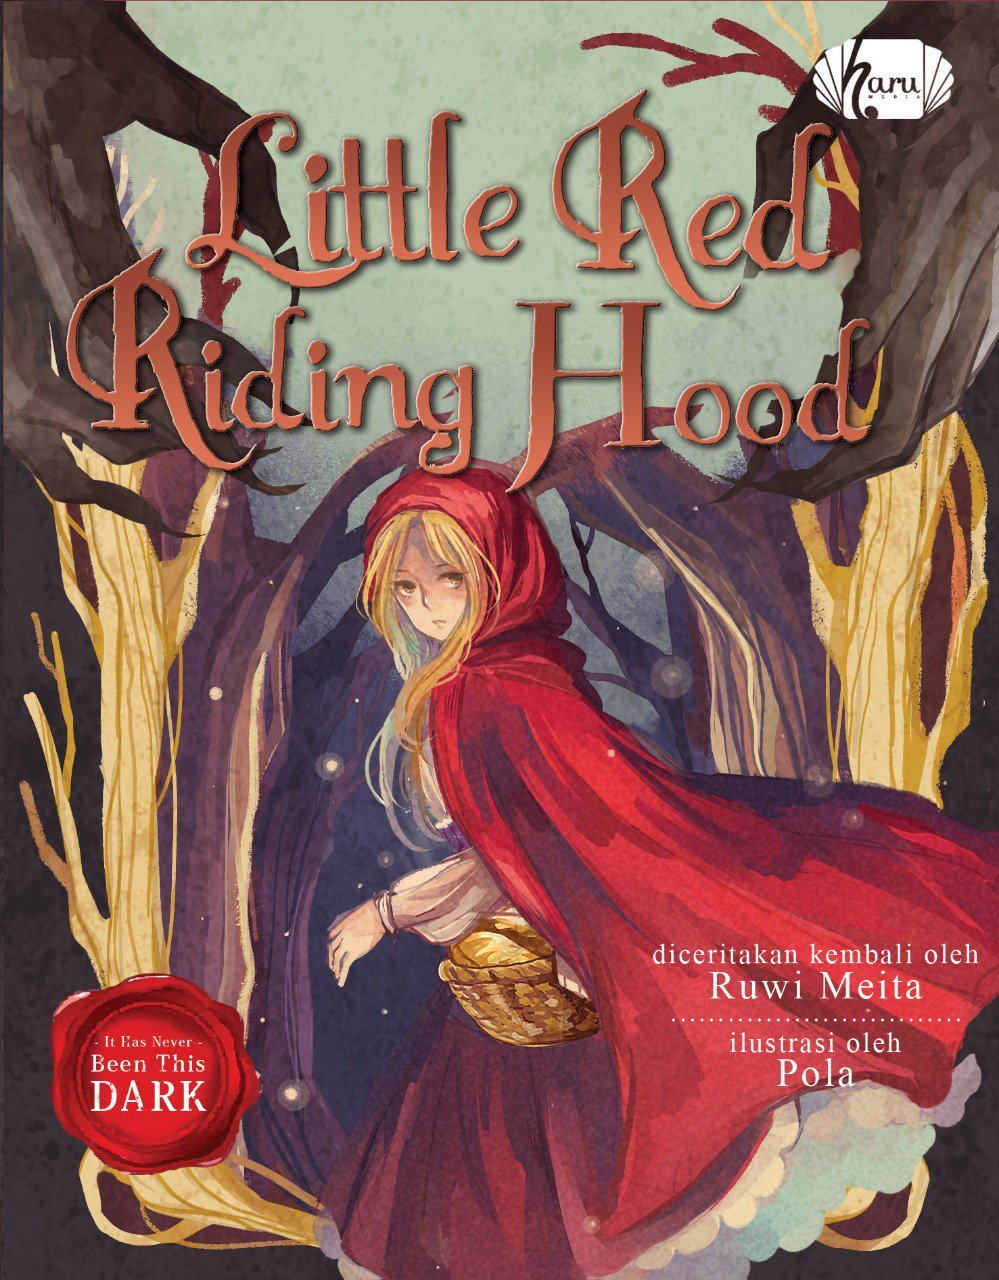 haru
MEDIA
Little Red
Riding Hood
diceritakan kembali oleh
Ruwi Meita
ilustrasi oleh
Pola
- It Has Never -
Been This
DARK